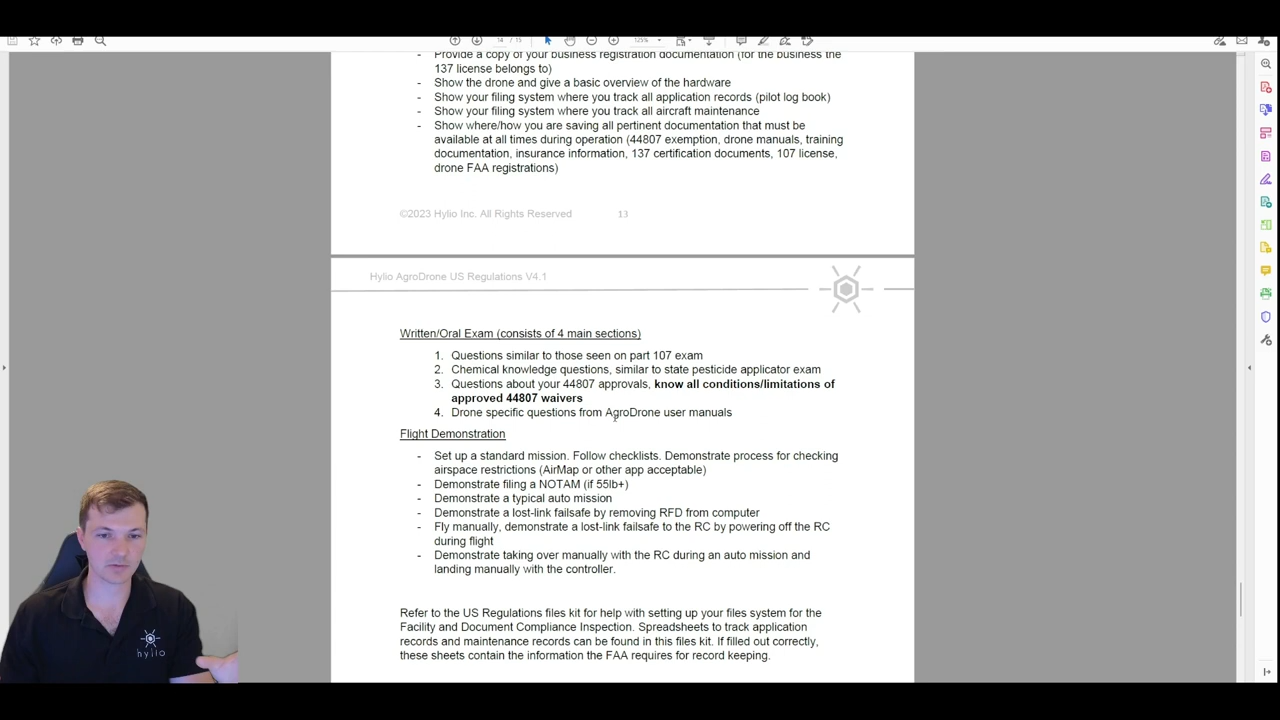 14 / 15
125%
Provide a copy of your business registration documentation (for the business the
137 license belongs to)
- Show the drone and give a basic overview of the hardware
- Show your filing system where you track all application records (pilot log book)
- Show your filing system where you track all aircraft maintenance
- Show where/how you are saving all pertinent documentation that must be
available at all times during operation (44807 exemption, drone manuals, training
documentation, insurance information, 137 certification documents, 107 license,
drone FAA registrations)
©2023 Hylio Inc. All Rights Reserved 13
Hylio AgroDrone US Regulations V4.1
Written/Oral Exam (consists of 4 main sections)
1. Questions similar to those seen on part 107 exam
2. Chemical knowledge questions, similar to state pesticide applicator exam
3. Questions about your 44807 approvals, know all conditions/limitations of
approved 44807 waivers
4. Drone specific questions from AgroDrone user manuals
Flight Demonstration
- Set up a standard mission. Follow checklists. Demonstrate process for checking
airspace restrictions (AirMap or other app acceptable)
- Demonstrate filing a NOTAM (if 55lb+)
- Demonstrate a typical auto mission
- Demonstrate a lost-link failsafe by removing RFD from computer
- Fly manually, demonstrate a lost-link failsafe to the RC by powering off the RC
during flight
- Demonstrate taking over manually with the RC during an auto mission and
landing manually with the controller.
Refer to the US Regulations files kit for help with setting up your files system for the
Facility and Document Compliance Inspection. Spreadsheets to track application
records and maintenance records can be found in this files kit. If filled out correctly,
these sheets contain the information the FAA requires for record keeping.
hylio